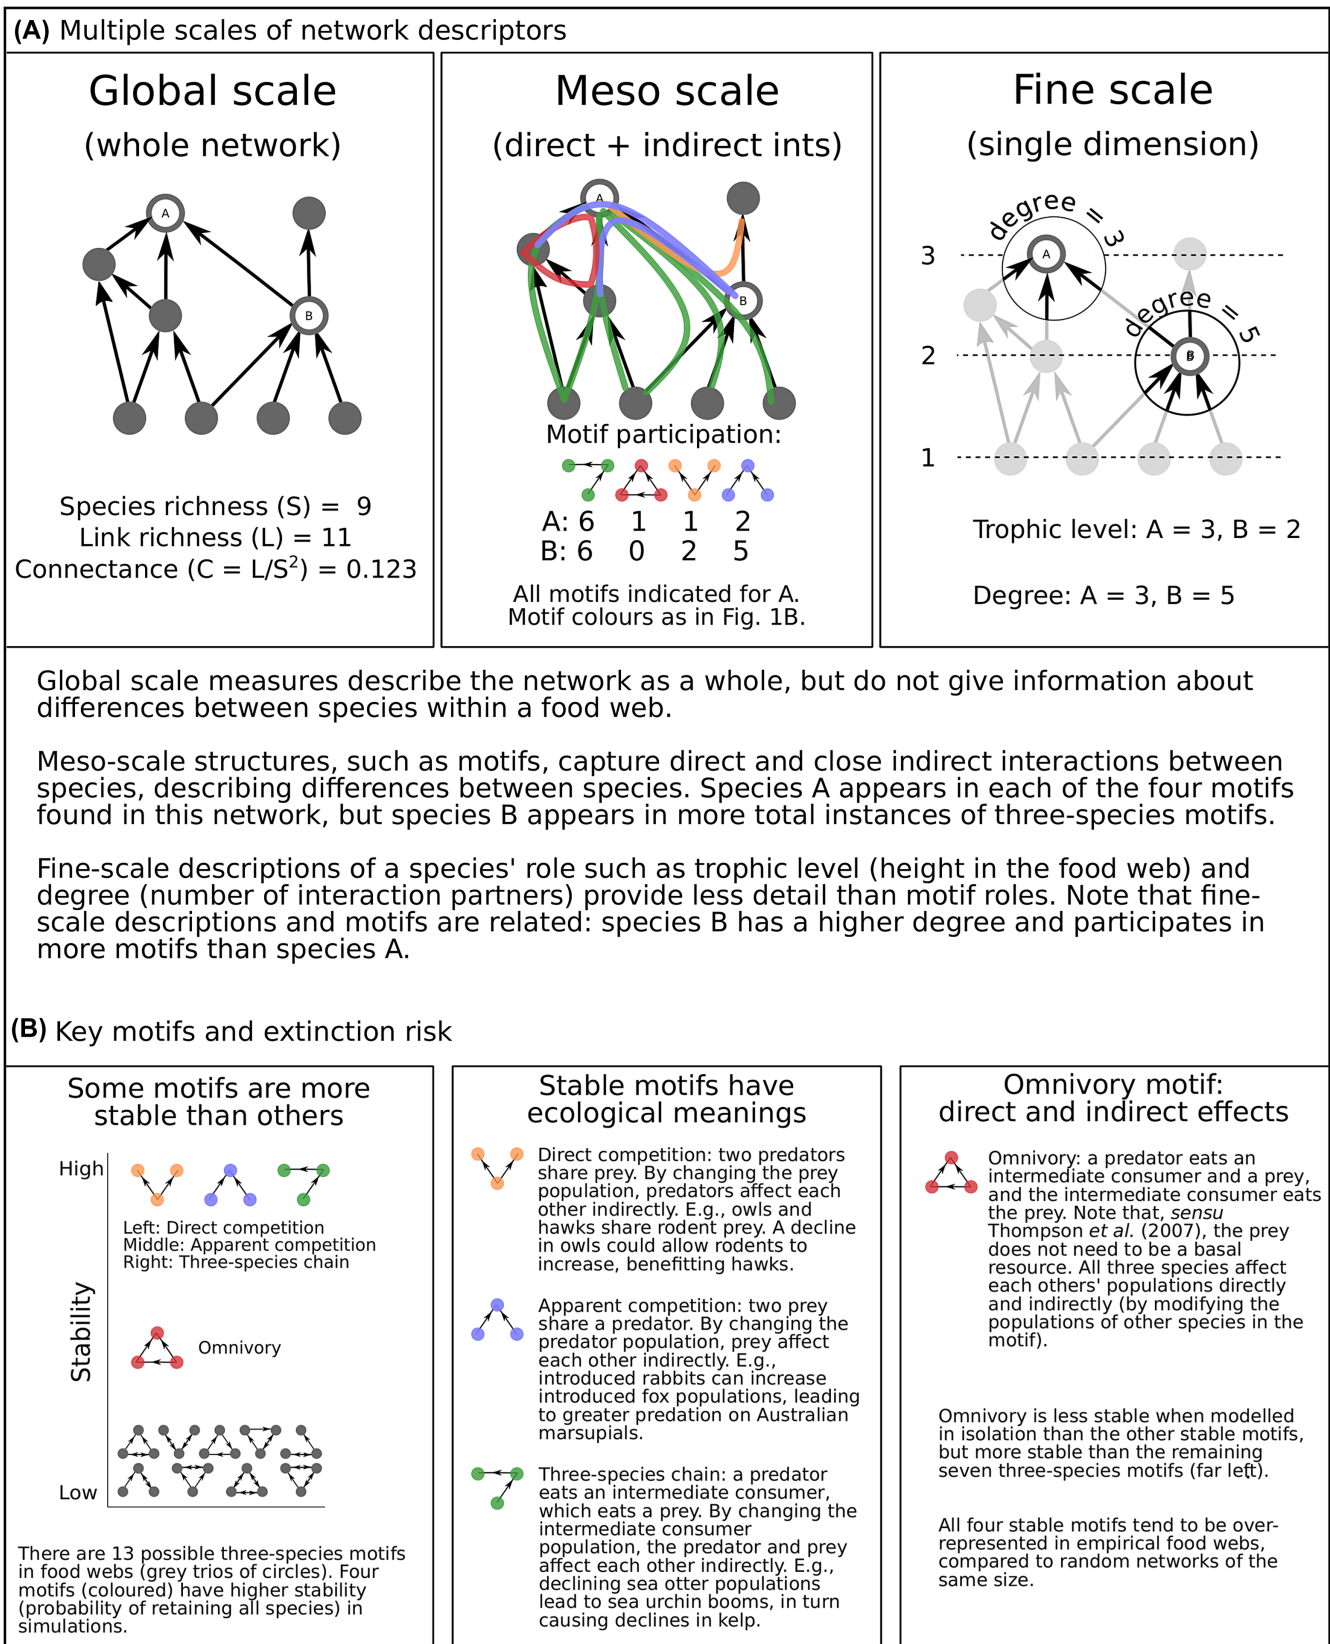 (A) Multiple scales of network descriptors
Global scale
(whole network)
A
B
Species richness (S) = 9
Link richness (L) = 11
Connectance (C = L/S²) = 0.123
Meso scale
(direct + indirect ints)
A
B
Motif participation:
A: 6 1 1 2
B: 6 0 2 5
All motifs indicated for A.
Motif colours as in Fig. 1B.
Fine scale
(single dimension)
degree = 3
3
A
degree = 5
2
B
1
Trophic level: A = 3, B = 2
Degree: A = 3, B = 5
Global scale measures describe the network as a whole, but do not give information about
differences between species within a food web.
Meso-scale structures, such as motifs, capture direct and close indirect interactions between
species, describing differences between species. Species A appears in each of the four motifs
found in this network, but species B appears in more total instances of three-species motifs.
Fine-scale descriptions of a species' role such as trophic level (height in the food web) and
degree (number of interaction partners) provide less detail than motif roles. Note that fine-
scale descriptions and motifs are related: species B has a higher degree and participates in
more motifs than species A.
(B) Key motifs and extinction risk
Some motifs are more
stable than others
High
Left: Direct competition
Middle: Apparent competition
Right: Three-species chain
Stability
Omnivory
Low
There are 13 possible three-species motifs
in food webs (grey trios of circles). Four
motifs (coloured) have higher stability
(probability of retaining all species) in
simulations.
Stable motifs have
ecological meanings
Direct competition: two predators
share prey. By changing the prey
population, predators affect each
other indirectly. E.g., owls and
hawks share rodent prey. A decline
in owls could allow rodents to
increase, benefitting hawks.
Apparent competition: two prey
share a predator. By changing the
predator population, prey affect
each other indirectly. E.g.,
introduced rabbits can increase
introduced fox populations, leading
to greater predation on Australian
marsupials.
Three-species chain: a predator
eats an intermediate consumer,
which eats a prey. By changing the
intermediate consumer
population, the predator and prey
affect each other indirectly. E.g.,
declining sea otter populations
lead to sea urchin booms, in turn
causing declines in kelp.
Omnivory motif:
direct and indirect effects
Omnivory: a predator eats an
intermediate consumer and a prey,
and the intermediate consumer eats
the prey. Note that, sensu
Thompson et al. (2007), the prey
does not need to be a basal
resource. All three species affect
each others' populations directly
and indirectly (by modifying the
populations of other species in the
motif).
Omnivory is less stable when modelled
in isolation than the other stable motifs,
but more stable than the remaining
seven three-species motifs (far left).
All four stable motifs tend to be over-
represented in empirical food webs,
compared to random networks of the
same size.